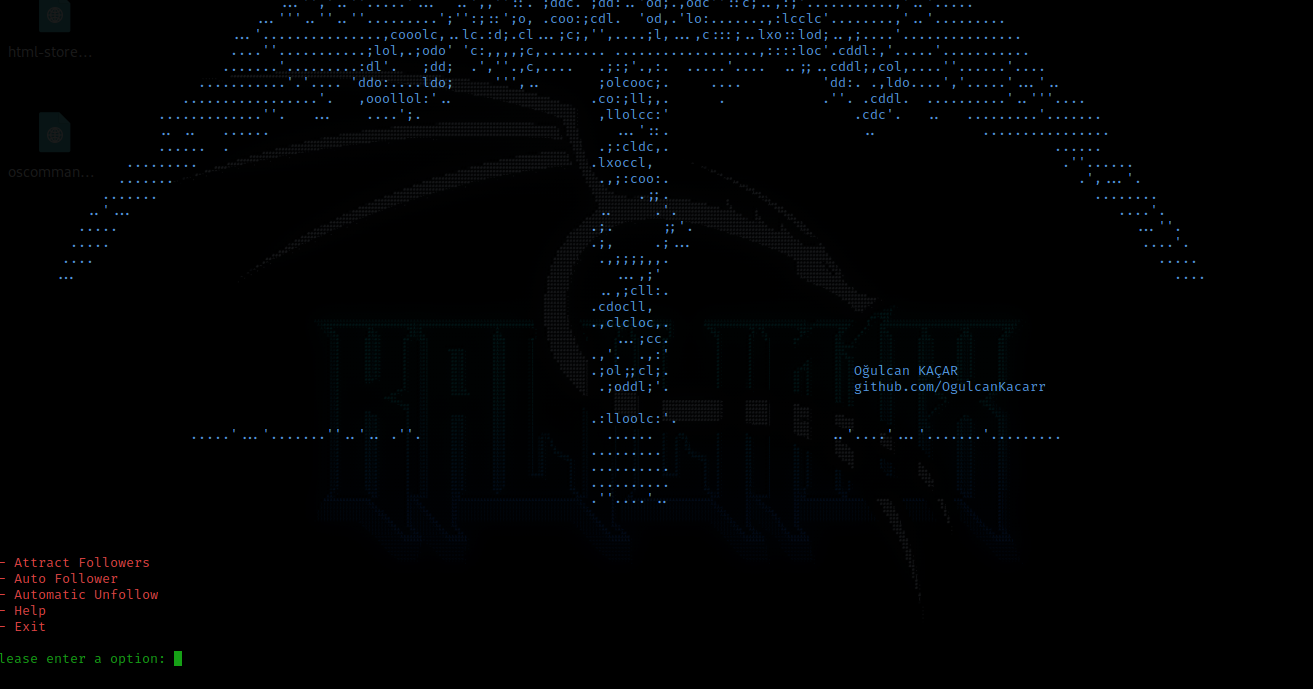 html-store...
oscomman...
Oğulcan KAÇAR
github.com/OgulcanKacarr
- Attract Followers
- Auto Follower
- Automatic Unfollow
- Help
- Exit
lease enter a option: